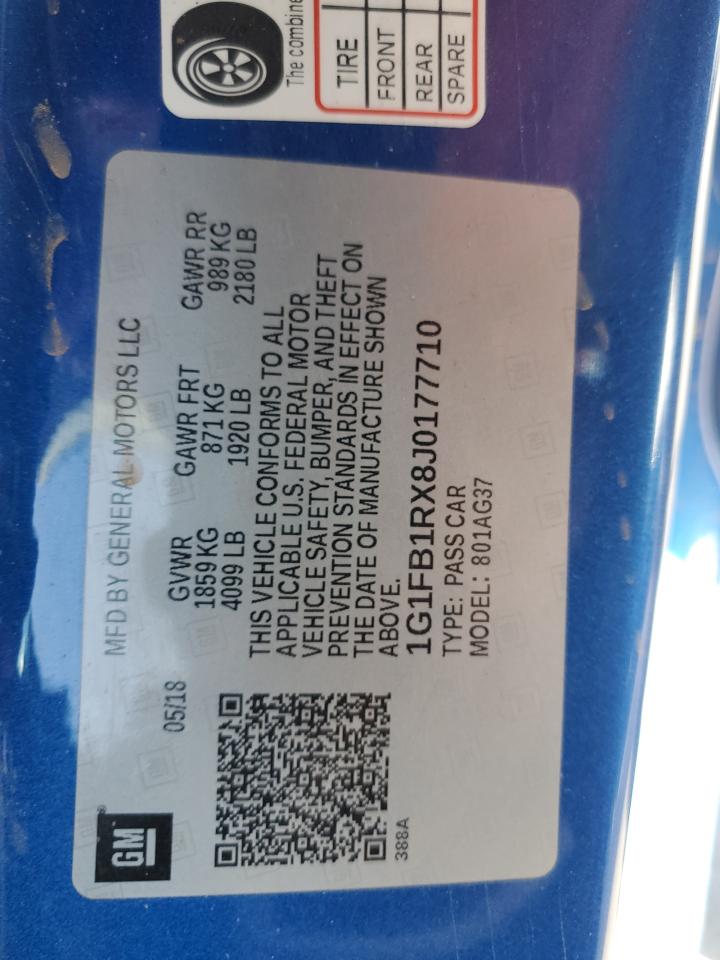 The combine
TIRE
FRONT
REAR
SPARE
GM
MFD BY GENERAL MOTORS LLC
05/18
GVWR GAWR FRT GAWR RR
1859 KG 871 KG 989 KG
4099 LB 1920 LB 2180 LB
THIS VEHICLE CONFORMS TO ALL
APPLICABLE U.S. FEDERAL MOTOR
VEHICLE SAFETY, BUMPER, AND THEFT
PREVENTION STANDARDS IN EFFECT ON
THE DATE OF MANUFACTURE SHOWN
ABOVE.
1G1FB1RX8J0177710
TYPE: PASS CAR
MODEL: 801AG37
388A